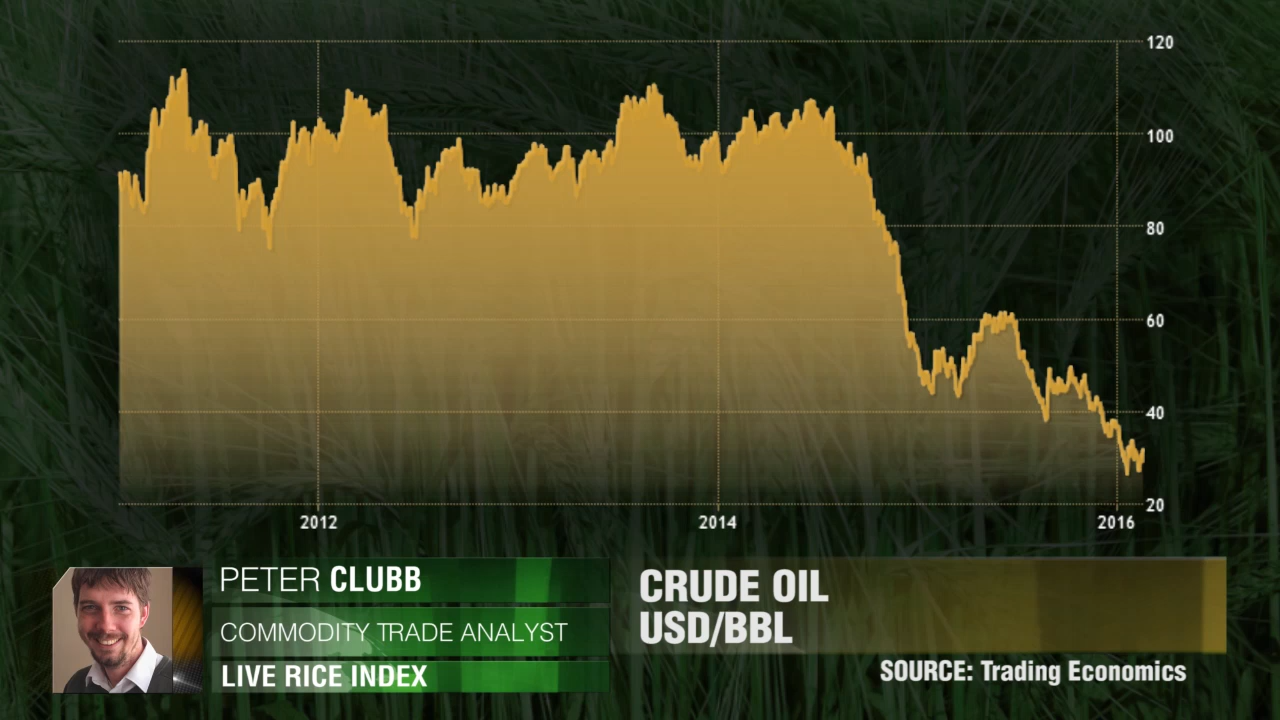 120
100
80
60
40
20
2012
2014
2016
PETER CLUBB
COMMODITY TRADE ANALYST
LIVE RICE INDEX
CRUDE OIL
USD/BBL
SOURCE: Trading Economics